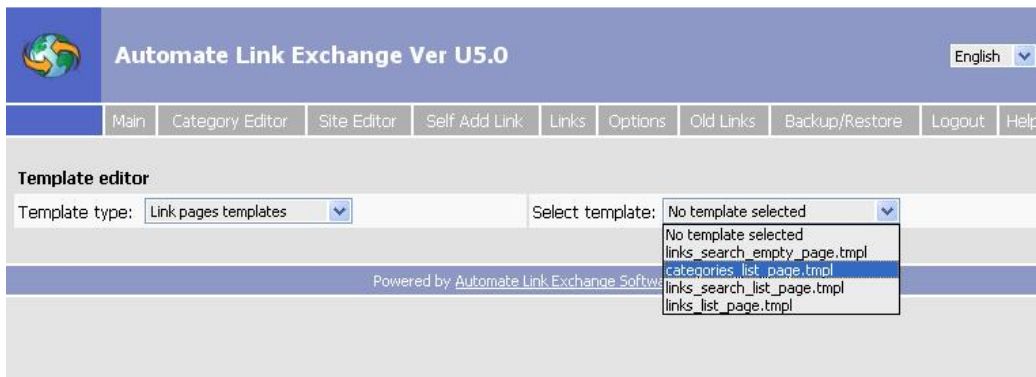 Automate Link Exchange Ver U5.0
English
Main Category Editor Site Editor Self Add Link Links Options Old Links Backup/Restore Logout Help
Template editor
Template type: Link pages templates Select template: No template selected
No template selected
links_search_empty_page.tmpl
categories_list_page.tmpl
links_search_list_page.tmpl
links_list_page.tmpl
Powered by Automate Link Exchange Softwa